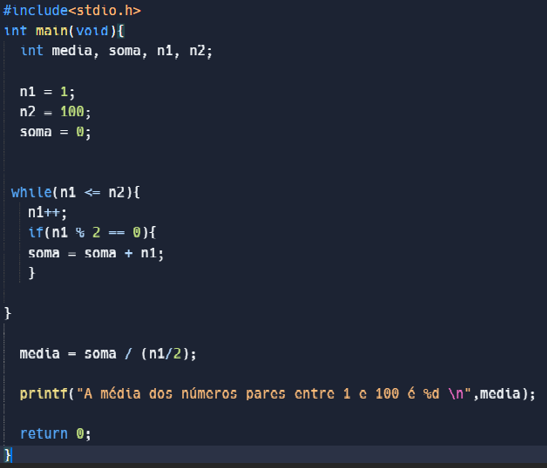 #include<stdio.h>
int main(void){
int media, soma, n1, n2;
n1 = 1;
n2 = 100;
soma = 0;
while(n1 <= n2){
n1++;
if(n1 % 2 == 0){
soma = soma + n1;
}
}
media = soma / (n1/2);
printf("A média dos números pares entre 1 e 100 é %d \n",media);
return 0;
}